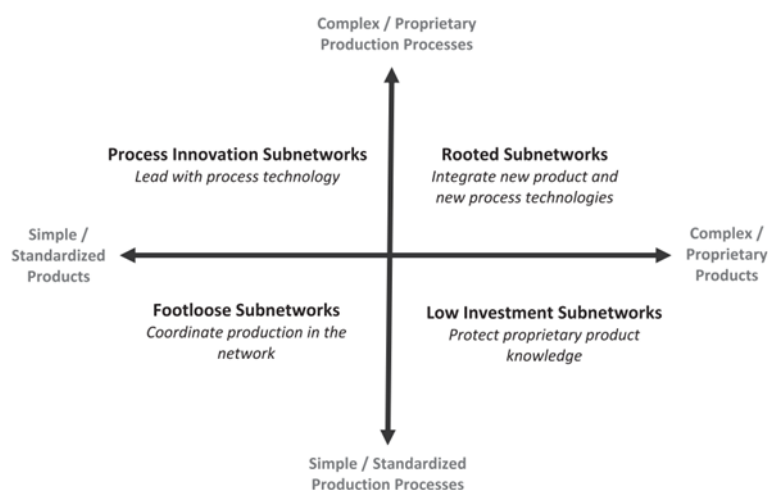 Complex / Proprietary
Production Processes
Process Innovation Subnetworks
Lead with process technology
Rooted Subnetworks
Integrate new product and
new process technologies
Simple /
Standardized
Products
Complex /
Proprietary
Products
Footloose Subnetworks
Coordinate production in the
network
Low Investment Subnetworks
Protect proprietary product
knowledge
Simple / Standardized
Production Processes